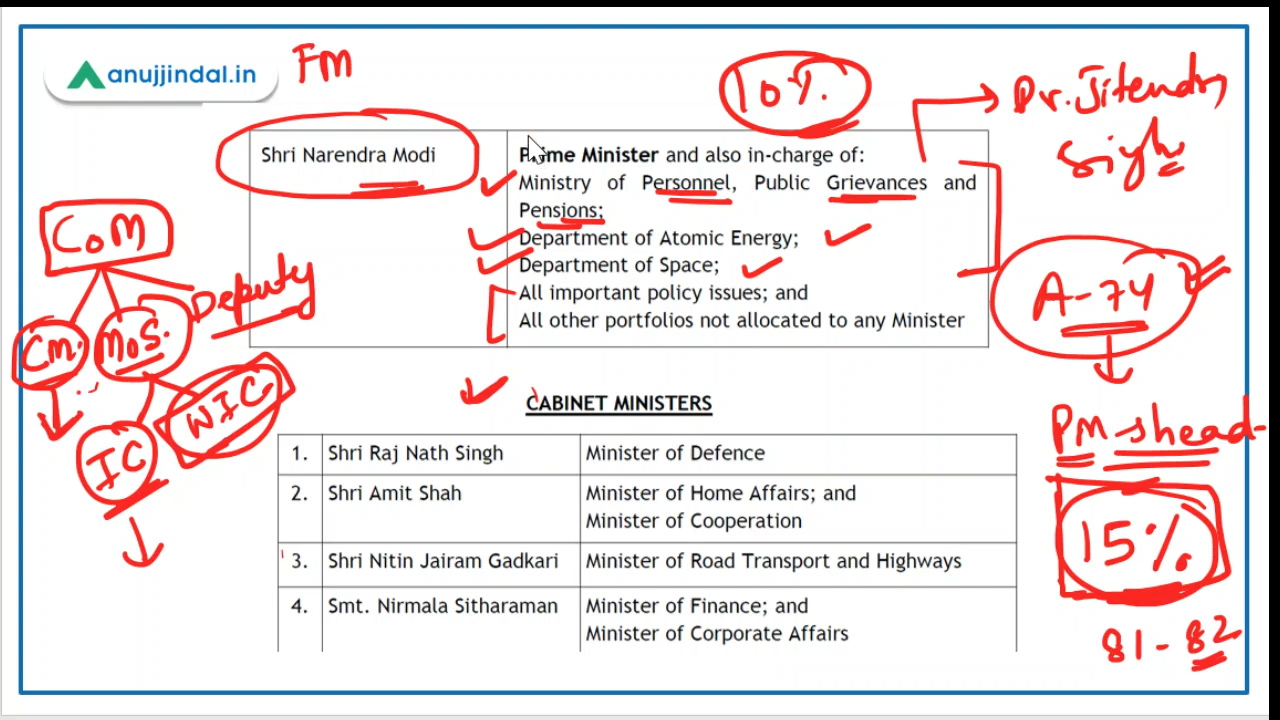 anujjindal.in
FM
10%.
Dr. Jitendra
Singh
Shri Narendra Modi
Prime Minister and also in-charge of:
Ministry of Personnel, Public Grievances and
Pensions;
Department of Atomic Energy;
Department of Space;
All important policy issues; and
All other portfolios not allocated to any Minister
CoM
Deputy
CM.
MoS.
IC
NIC
A-74
PM-shead-
15%
81-82
CABINET MINISTERS
1. Shri Raj Nath Singh Minister of Defence
2. Shri Amit Shah Minister of Home Affairs; and
Minister of Cooperation
3. Shri Nitin Jairam Gadkari Minister of Road Transport and Highways
4. Smt. Nirmala Sitharaman Minister of Finance; and
Minister of Corporate Affairs